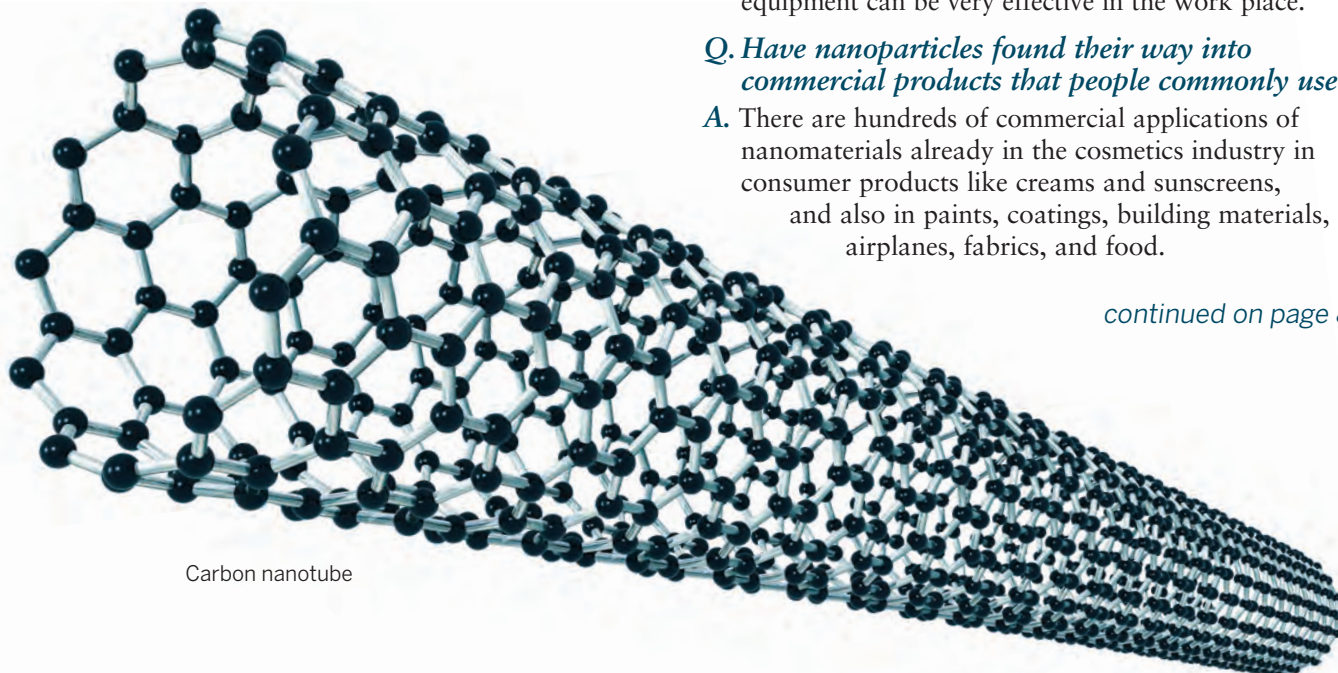 equipment can be very effective in the work place.
Q. Have nanoparticles found their way into
commercial products that people commonly use
A. There are hundreds of commercial applications of
nanomaterials already in the cosmetics industry in
consumer products like creams and sunscreens,
and also in paints, coatings, building materials,
airplanes, fabrics, and food.
continued on page
Carbon nanotube